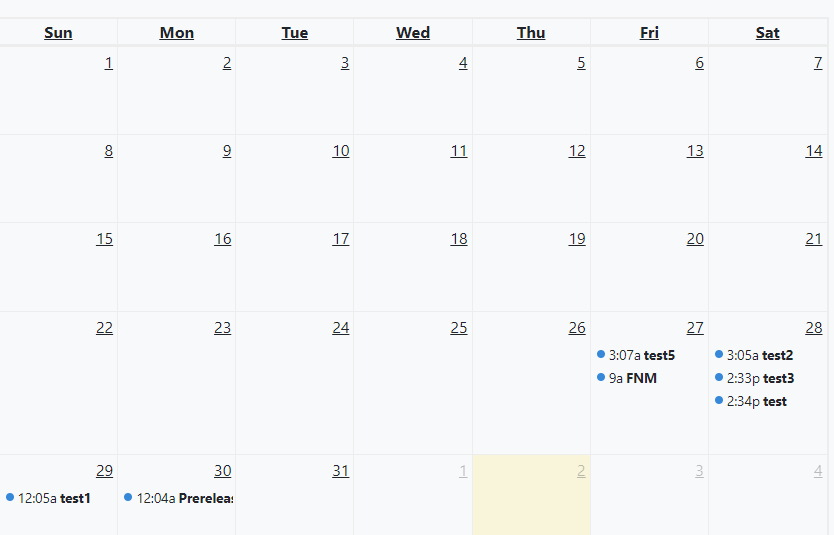 Sun Mon Tue Wed Thu Fri Sat
1 2 3 4 5 6 7
8 9 10 11 12 13 14
15 16 17 18 19 20 21
22 23 24 25 26 27 28
3:07a test5 3:05a test2
9a FNM 2:33p test3
2:34p test
29 30 31 1 2 3 4
12:05a test1 12:04a Prereleas